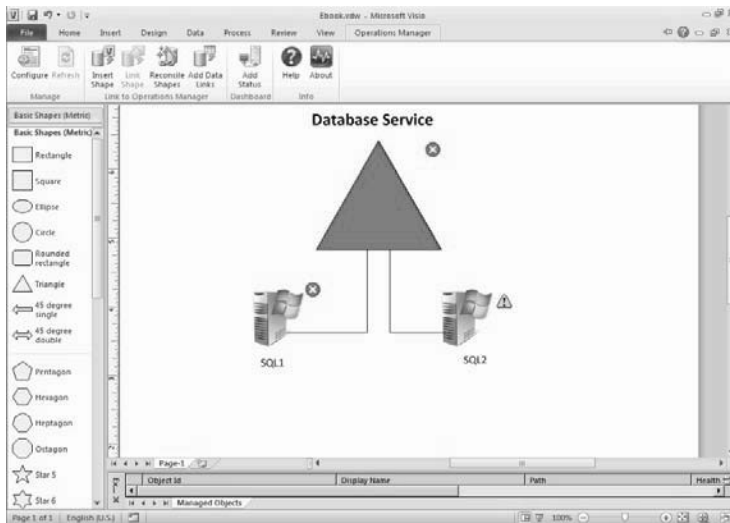 Ebook.vdw - Microsoft Visio
File Home Insert Design Data Process Review View Operations Manager
Configure Refresh Insert Shape Link Shape Reconcile Shapes Add Data Links Add Status Help About
Manage Link to Operations Manager Dashboard Info
Basic Shapes (Metric)
Basic Shapes (Metric)
Rectangle
Square
Ellipse
Circle
Rounded rectangle
Triangle
45 degree single
45 degree double
Pentagon
Hexagon
Heptagon
Octagon
Star 5
Star 6
Database Service
SQL1
SQL2
Page-1
Object Id Display Name Path Health
Managed Objects
Page 1 of 1 English (U.S.) 100%